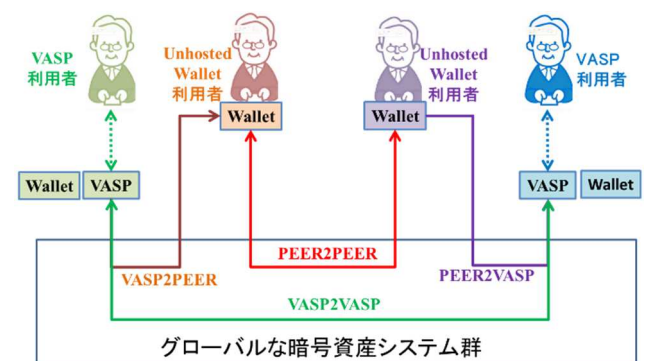 VASP
利用者
Unhosted
Wallet
利用者
Unhosted
Wallet
利用者
VASP
利用者
Wallet
Wallet
Wallet
VASP
VASP
Wallet
PEER2PEER
VASP2PEER
PEER2VASP
VASP2VASP
グローバルな暗号資産システム群